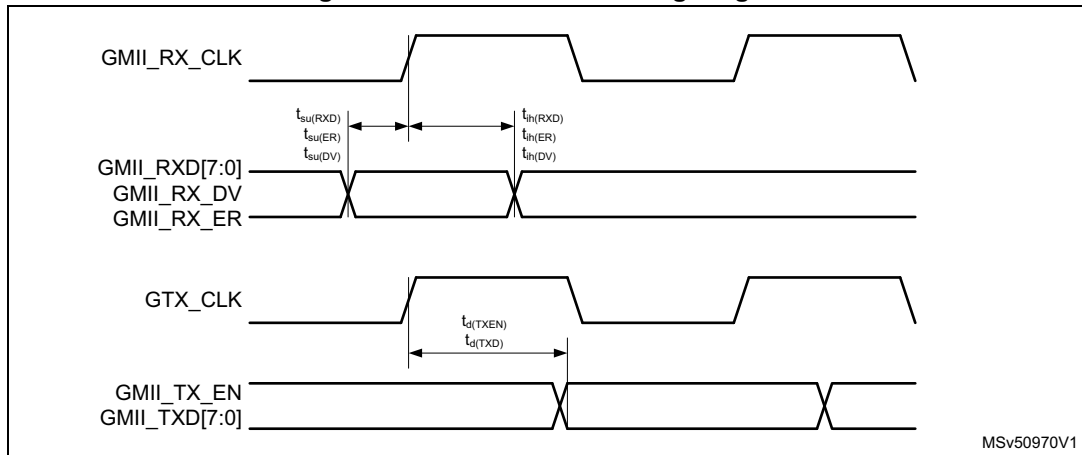 GMII_RX_CLK
tsu(RXD)
tsu(ER)
tsu(DV)
tih(RXD)
tih(ER)
tih(DV)
GMII_RXD[7:0]
GMII_RX_DV
GMII_RX_ER
GTX_CLK
td(TXEN)
td(TXD)
GMII_TX_EN
GMII_TXD[7:0]
MSv50970V1